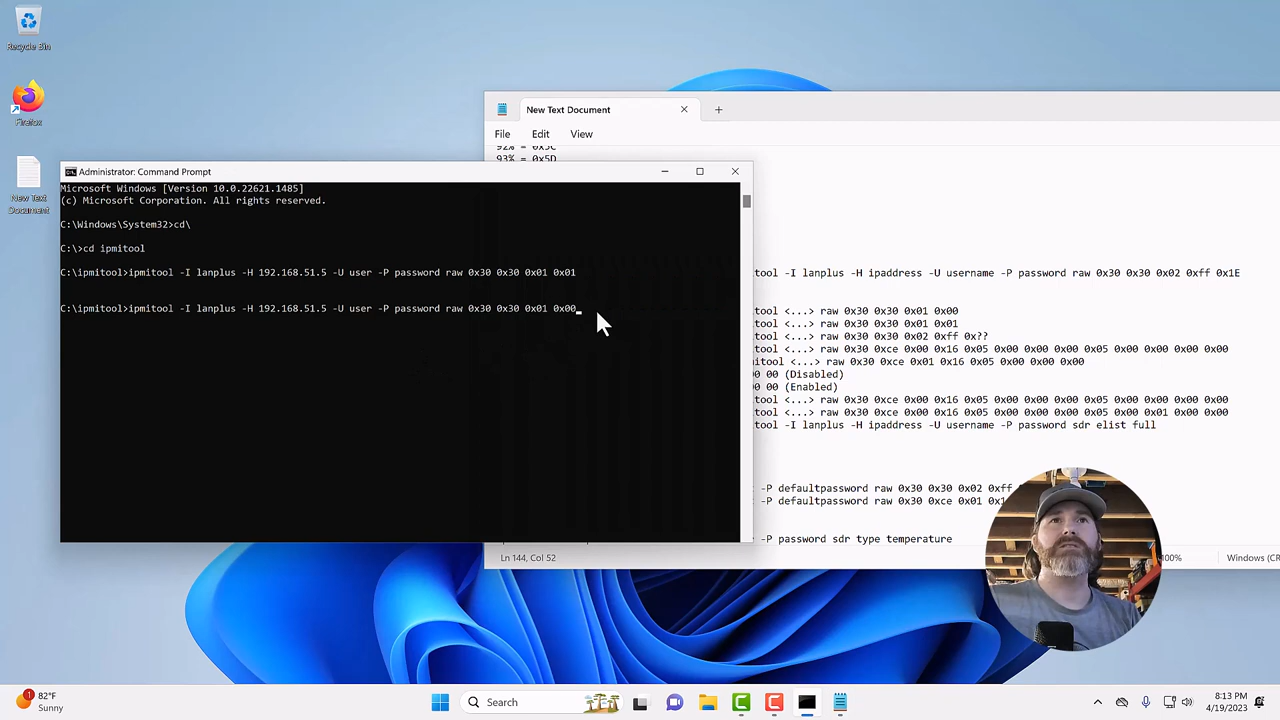 Recycle Bin
Firefox
New Text
Document
New Text Document
File Edit View
92% = 0x5C
93% = 0x5D
Administrator: Command Prompt
Microsoft Windows [Version 10.0.22621.1485]
(c) Microsoft Corporation. All rights reserved.
C:\Windows\System32>cd\
C:\>cd ipmitool
C:\ipmitool>ipmitool -I lanplus -H 192.168.51.5 -U user -P password raw 0x30 0x30 0x01 0x01
C:\ipmitool>ipmitool -I lanplus -H 192.168.51.5 -U user -P password raw 0x30 0x30 0x01 0x00
tool -I lanplus -H ipaddress -U username -P password raw 0x30 0x30 0x02 0xff 0x1E
tool <...> raw 0x30 0x30 0x01 0x00
tool <...> raw 0x30 0x30 0x01 0x01
tool <...> raw 0x30 0x30 0x02 0xff 0x??
tool <...> raw 0x30 0xce 0x00 0x16 0x05 0x00 0x00 0x00 0x05 0x00 0x00 0x00 0x00
mitool <...> raw 0x30 0xce 0x01 0x16 0x05 0x00 0x00 0x00
00 00 (Disabled)
00 00 (Enabled)
tool <...> raw 0x30 0xce 0x00 0x16 0x05 0x00 0x00 0x00 0x05 0x00 0x00 0x00 0x00
tool <...> raw 0x30 0xce 0x00 0x16 0x05 0x00 0x00 0x00 0x05 0x00 0x01 0x00 0x00
tool -I lanplus -H ipaddress -U username -P password sdr elist full
-P defaultpassword raw 0x30 0x30 0x02 0xff
-P defaultpassword raw 0x30 0xce 0x01
-P password sdr type temperature
Ln 144, Col 52
100%
Windows (CR
1
82°F
Sunny
Search
8:13 PM
4/19/2023